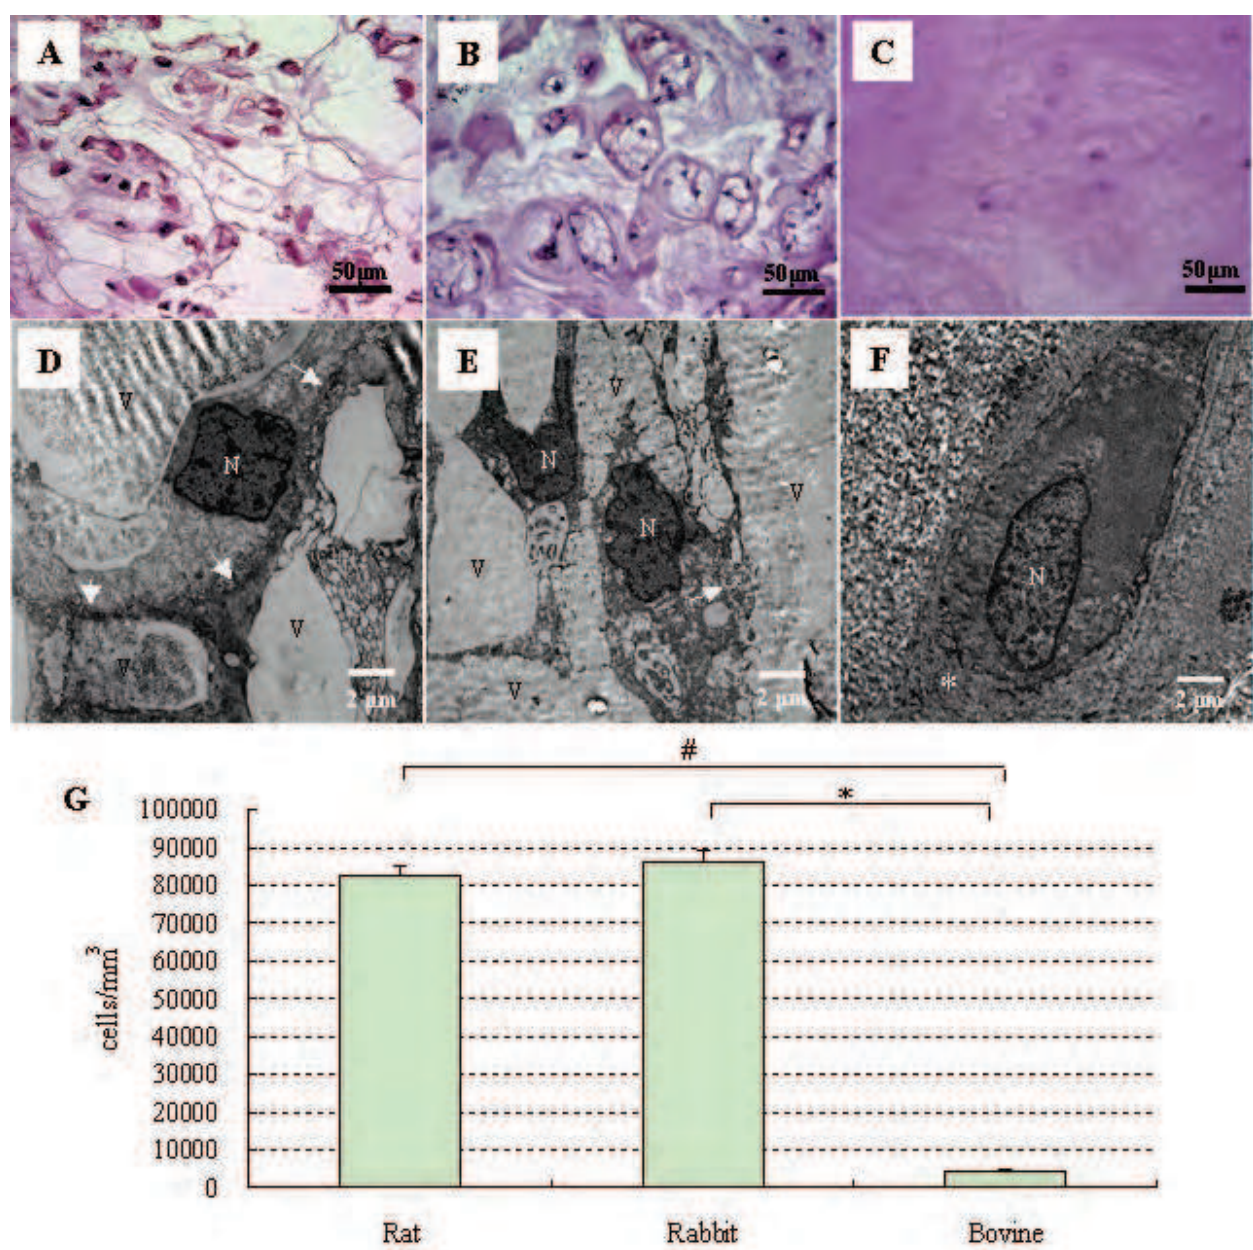 A
B
C
50μm
50μm
50μm
D
E
F
V
N
V
V
2 μm
V
N
N
V
V
V
2 μm
N
*
2 μm
G
#
*
100000
90000
80000
70000
60000
50000
40000
30000
20000
10000
0
cells/mm³
Rat
Rabbit
Bovine